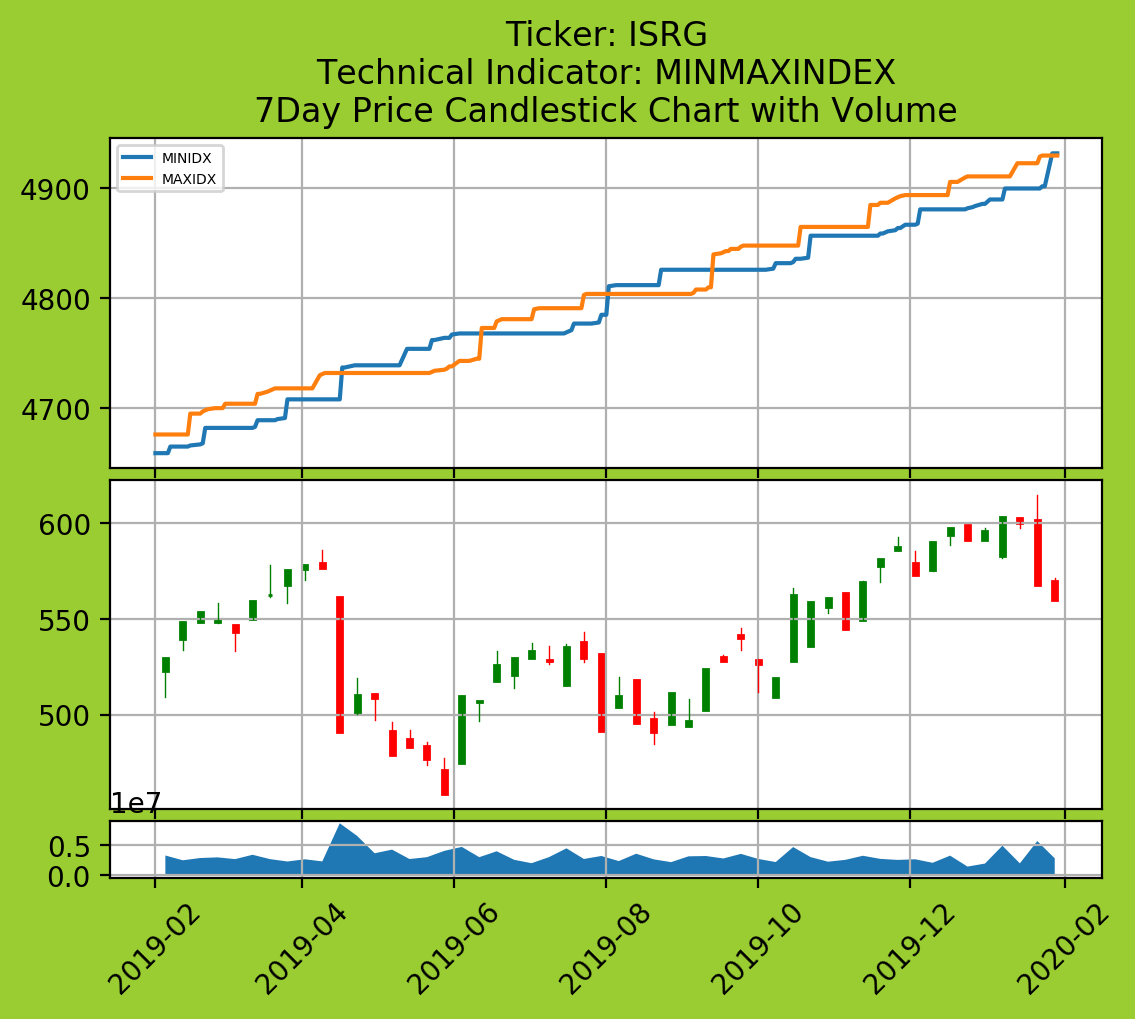 Ticker: ISRG
Technical Indicator: MINMAXINDEX
7Day Price Candlestick Chart with Volume
MINIDX
MAXIDX
4900
4800
4700
600
550
500
1e7
0.5
0.0
2019-02
2019-04
2019-06
2019-08
2019-10
2019-12
2020-02